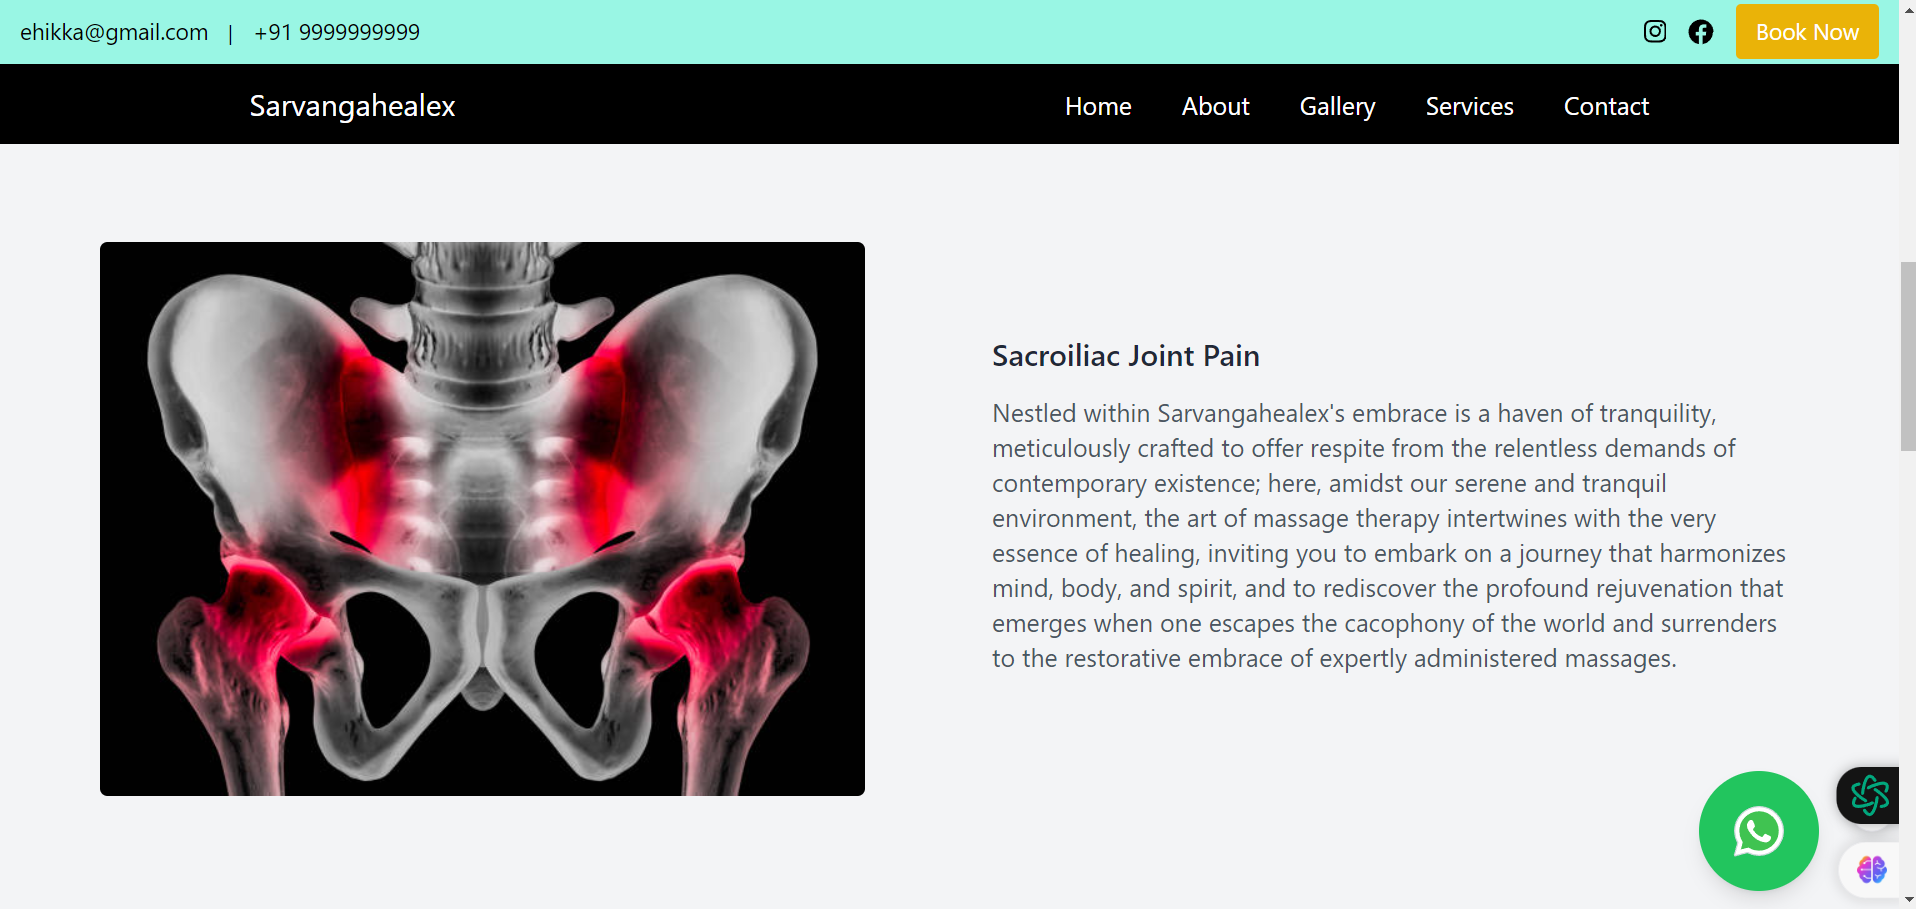 ehikka@gmail.com | +91 9999999999
Book Now
Sarvangahealex
Home About Gallery Services Contact
Sacroiliac Joint Pain
Nestled within Sarvangahealex's embrace is a haven of tranquility,
meticulously crafted to offer respite from the relentless demands of
contemporary existence; here, amidst our serene and tranquil
environment, the art of massage therapy intertwines with the very
essence of healing, inviting you to embark on a journey that harmonizes
mind, body, and spirit, and to rediscover the profound rejuvenation that
emerges when one escapes the cacophony of the world and surrenders
to the restorative embrace of expertly administered massages.